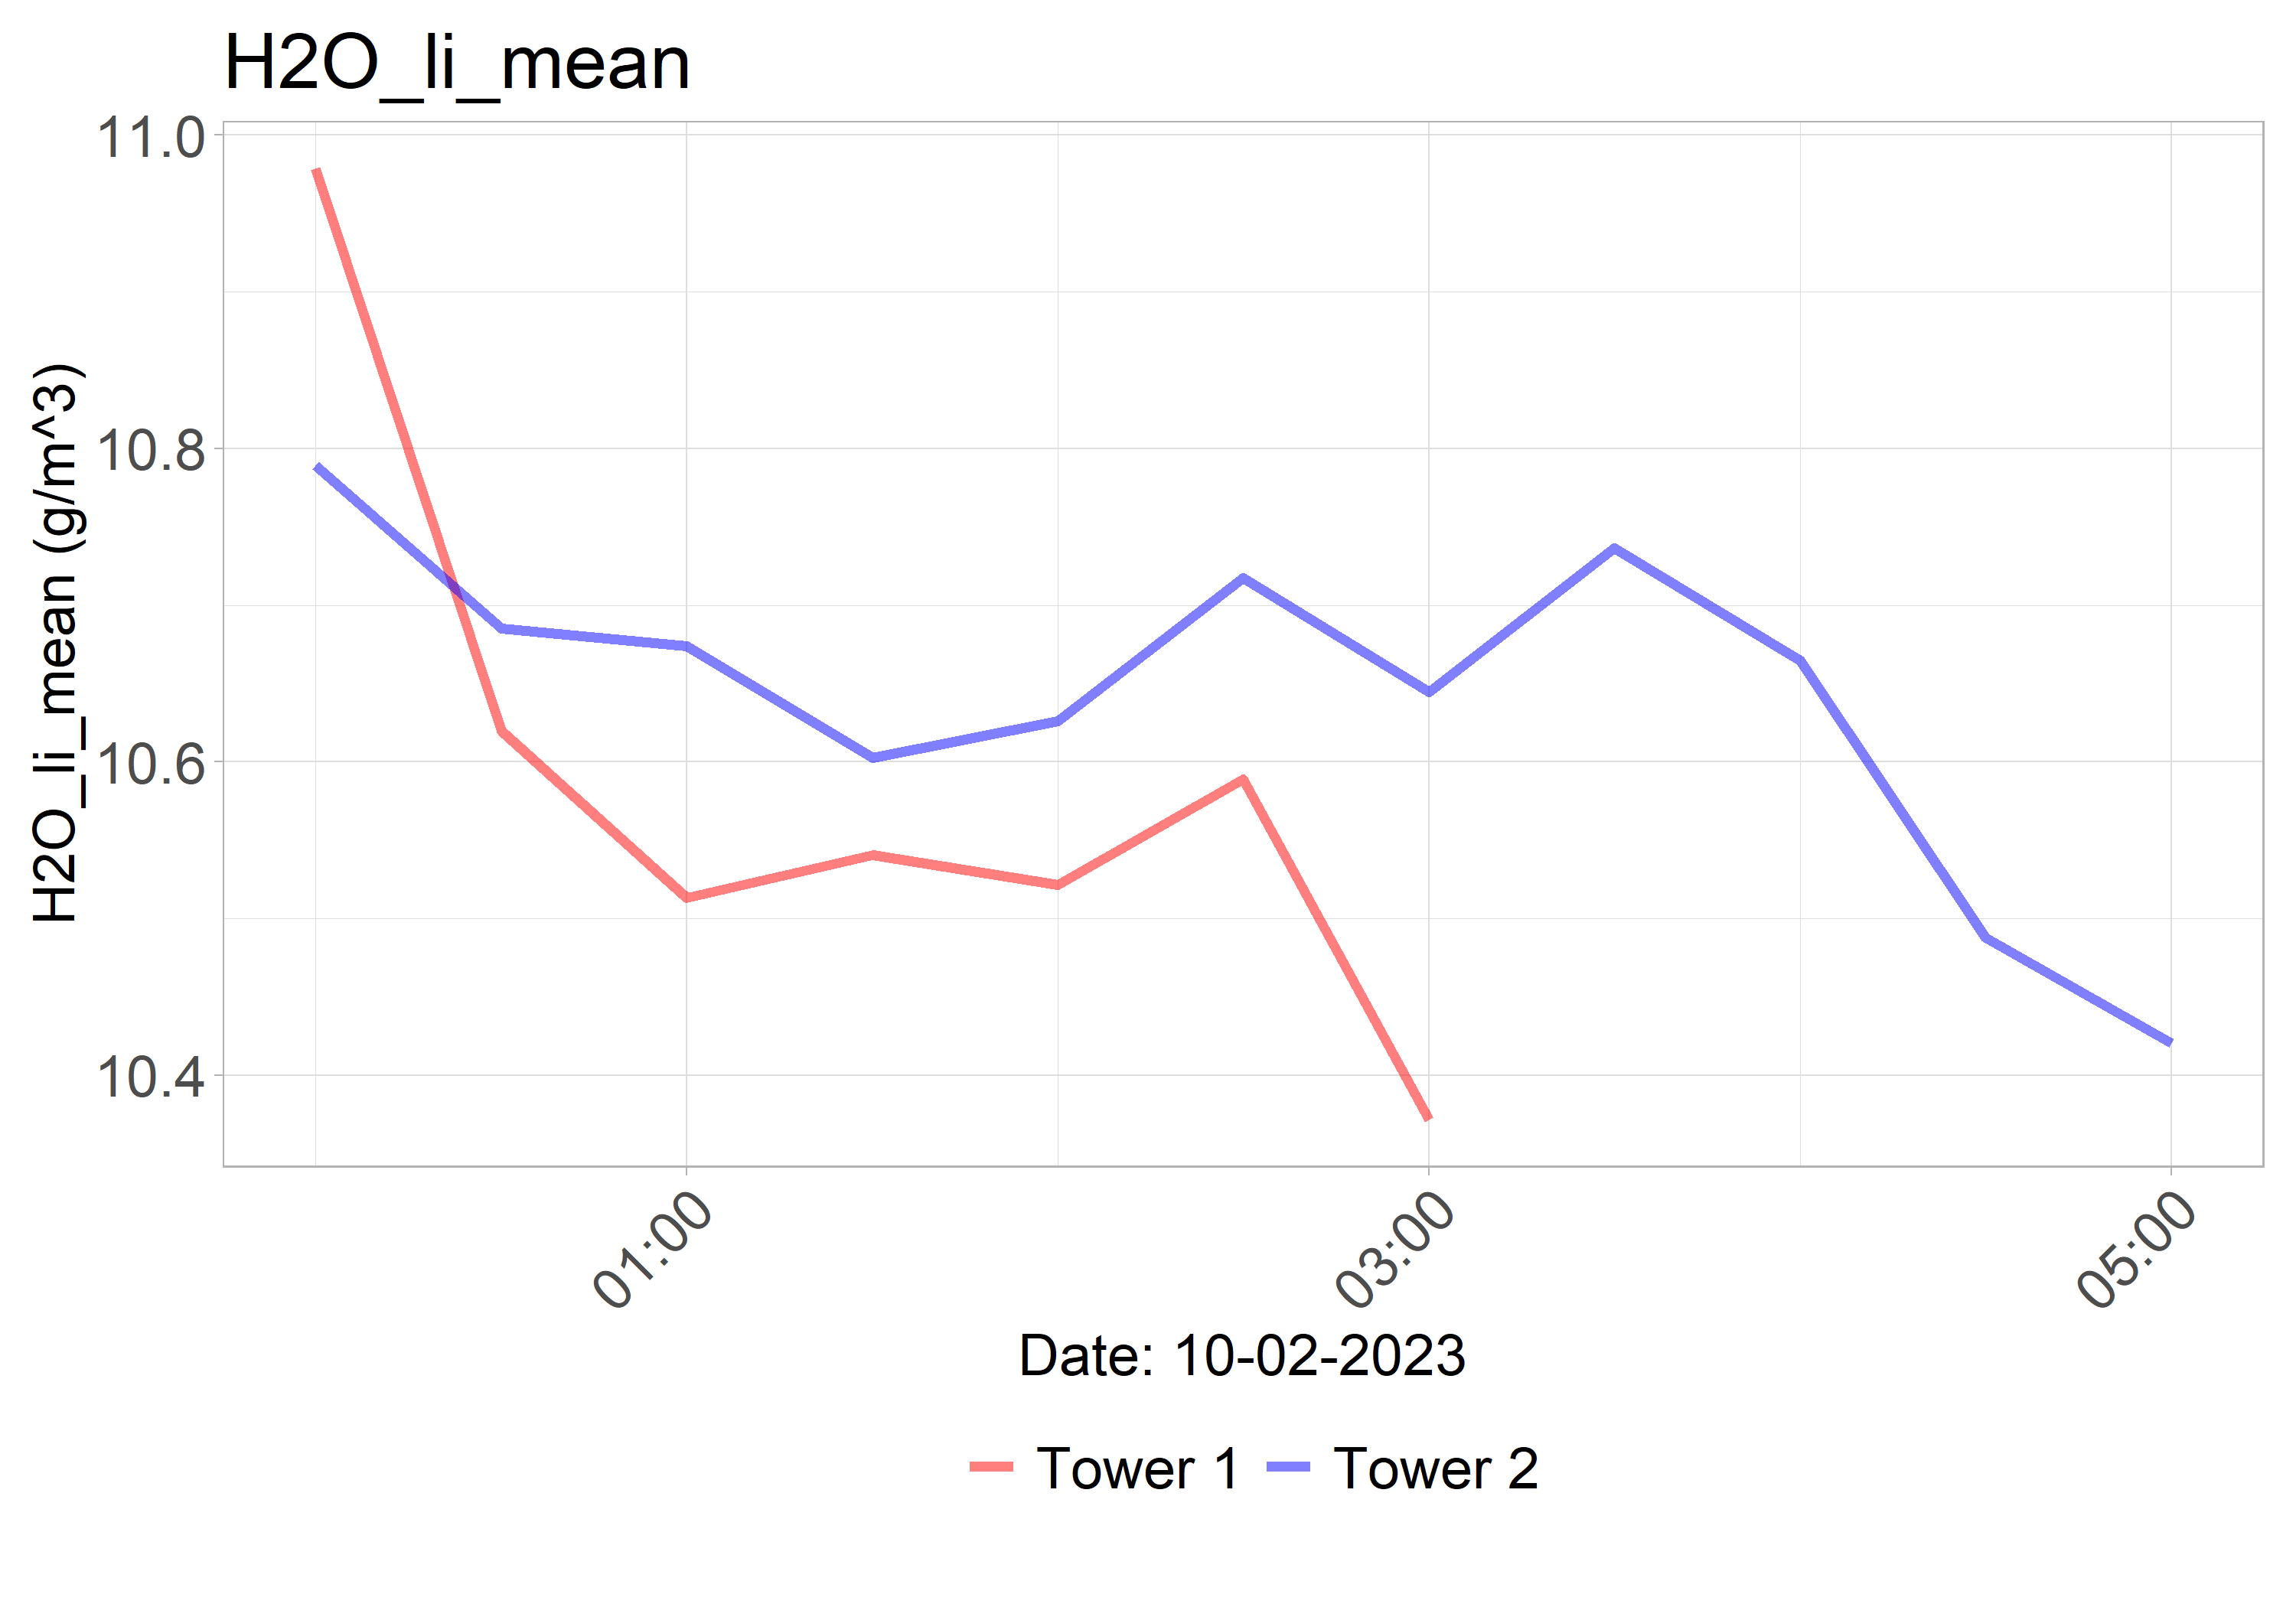 H2O_li_mean
H2O_li_mean (g/m^3)
11.0
10.8
10.6
10.4
01:00
03:00
05:00
Date: 10-02-2023
Tower 1
Tower 2